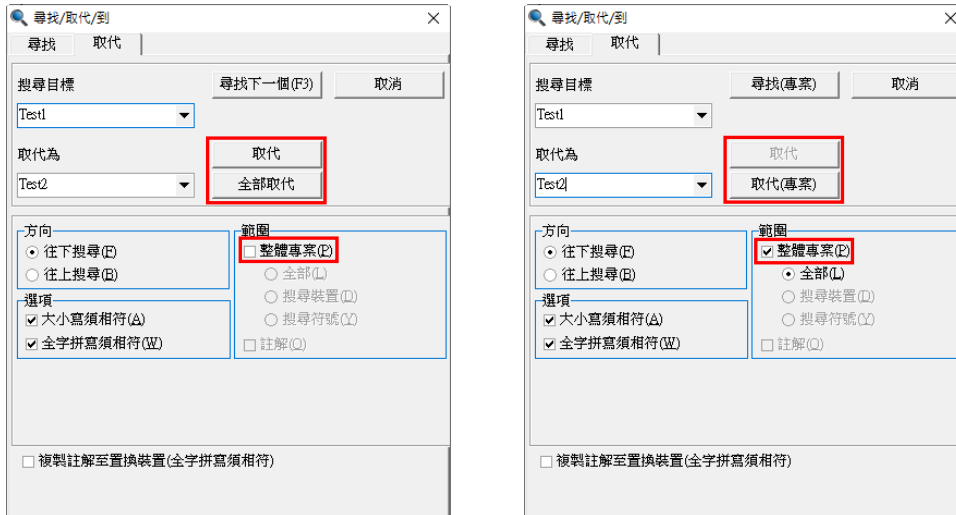 尋找/取代/到
尋找 取代
搜尋目標 尋找下一個(F3) 取消
Test1
取代為 取代
Test2 全部取代
方向 範圍
往下搜尋(F) 整體專案(P)
往上搜尋(B) 全部(L)
選項 搜尋裝置(D)
大小寫須相符(A) 搜尋符號(Y)
全字拼寫須相符(W) 註解(O)
複製註解至置換裝置(全字拼寫須相符)
尋找/取代/到
尋找 取代
搜尋目標 尋找(專案) 取消
Test1
取代為 取代
Test2 取代(專案)
方向 範圍
往下搜尋(F) 整體專案(P)
往上搜尋(B) 全部(L)
選項 搜尋裝置(D)
大小寫須相符(A) 搜尋符號(Y)
全字拼寫須相符(W) 註解(O)
複製註解至置換裝置(全字拼寫須相符)